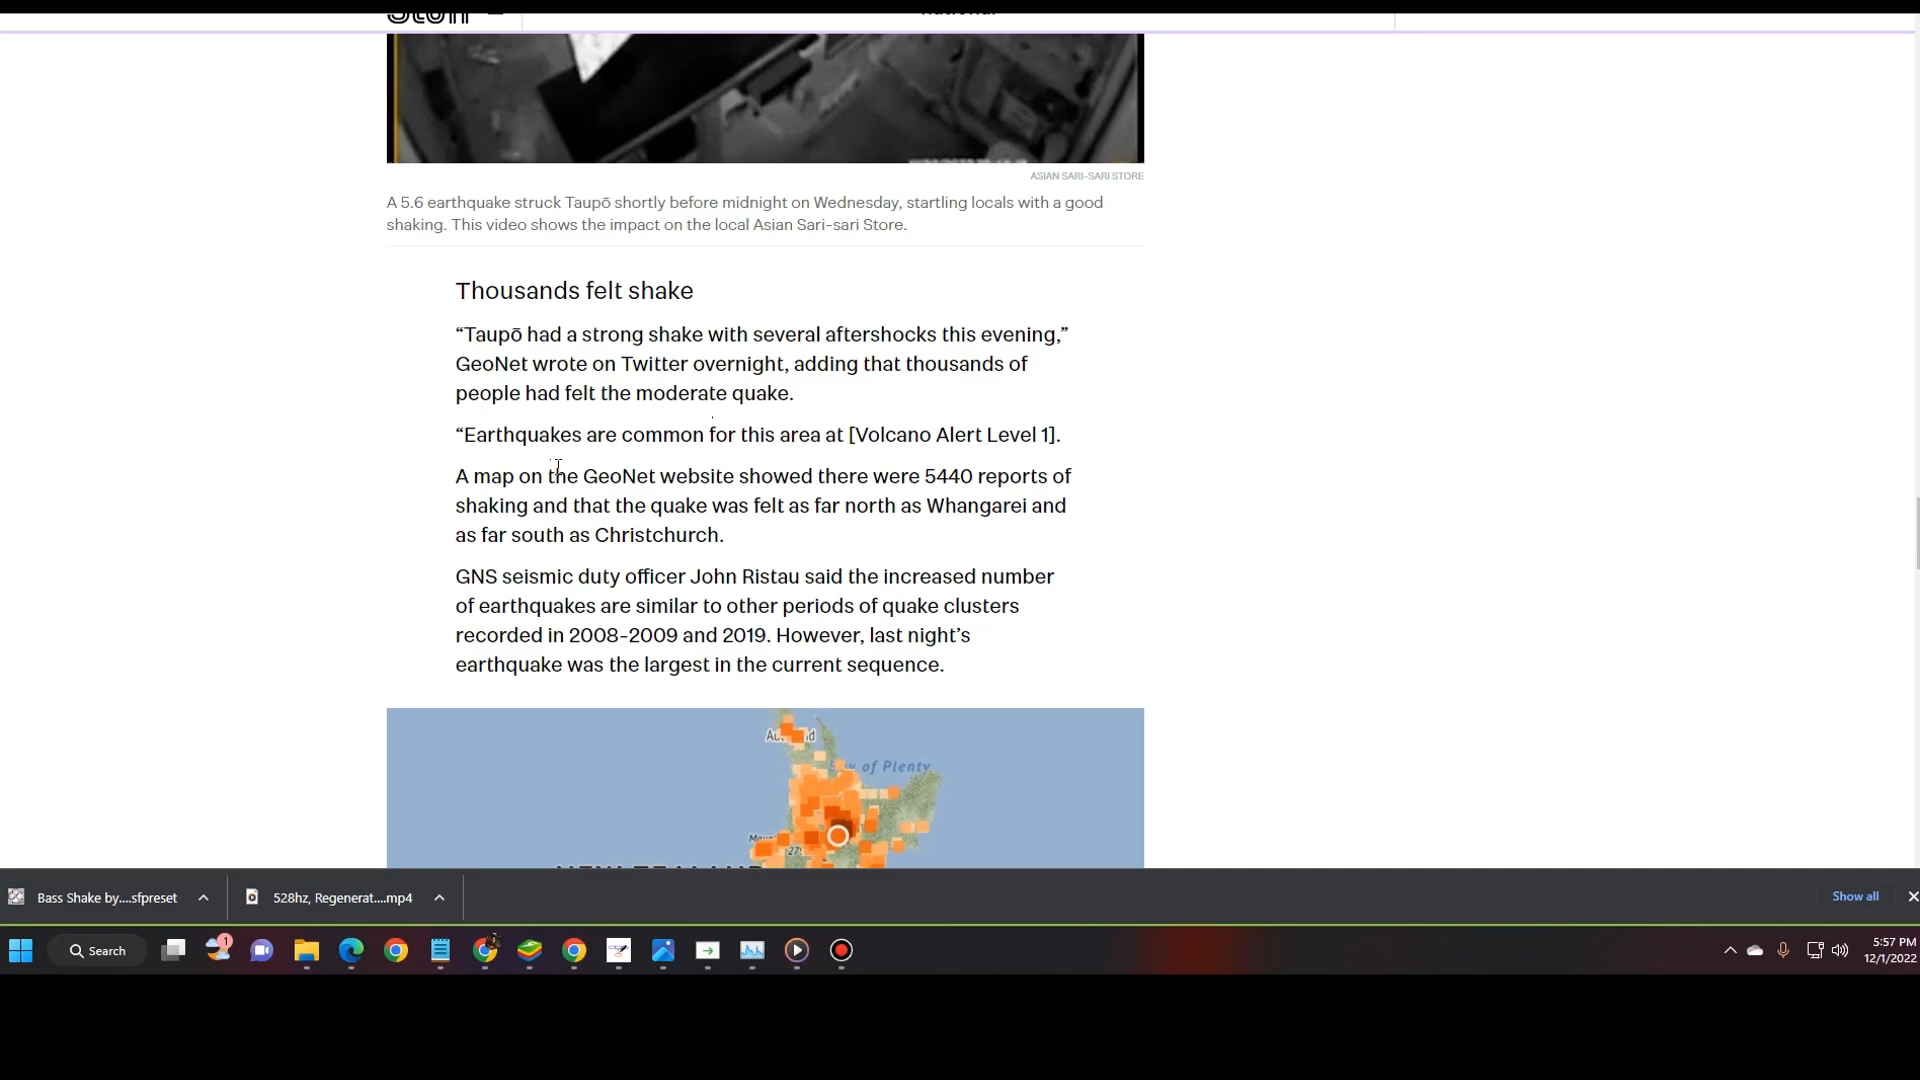 ASIAN SARI-SARI STORE
A 5.6 earthquake struck Taupō shortly before midnight on Wednesday, startling locals with a good
shaking. This video shows the impact on the local Asian Sari-sari Store.
Thousands felt shake
“Taupō had a strong shake with several aftershocks this evening,”
GeoNet wrote on Twitter overnight, adding that thousands of
people had felt the moderate quake.
“Earthquakes are common for this area at [Volcano Alert Level 1].
A map on the GeoNet website showed there were 5440 reports of
shaking and that the quake was felt as far north as Whangarei and
as far south as Christchurch.
GNS seismic duty officer John Ristau said the increased number
of earthquakes are similar to other periods of quake clusters
recorded in 2008-2009 and 2019. However, last night’s
earthquake was the largest in the current sequence.
of Plenty
Bass Shake by....sfpreset
528hz, Regenerat....mp4
Show all
Search
1
5:57 PM
12/1/2022